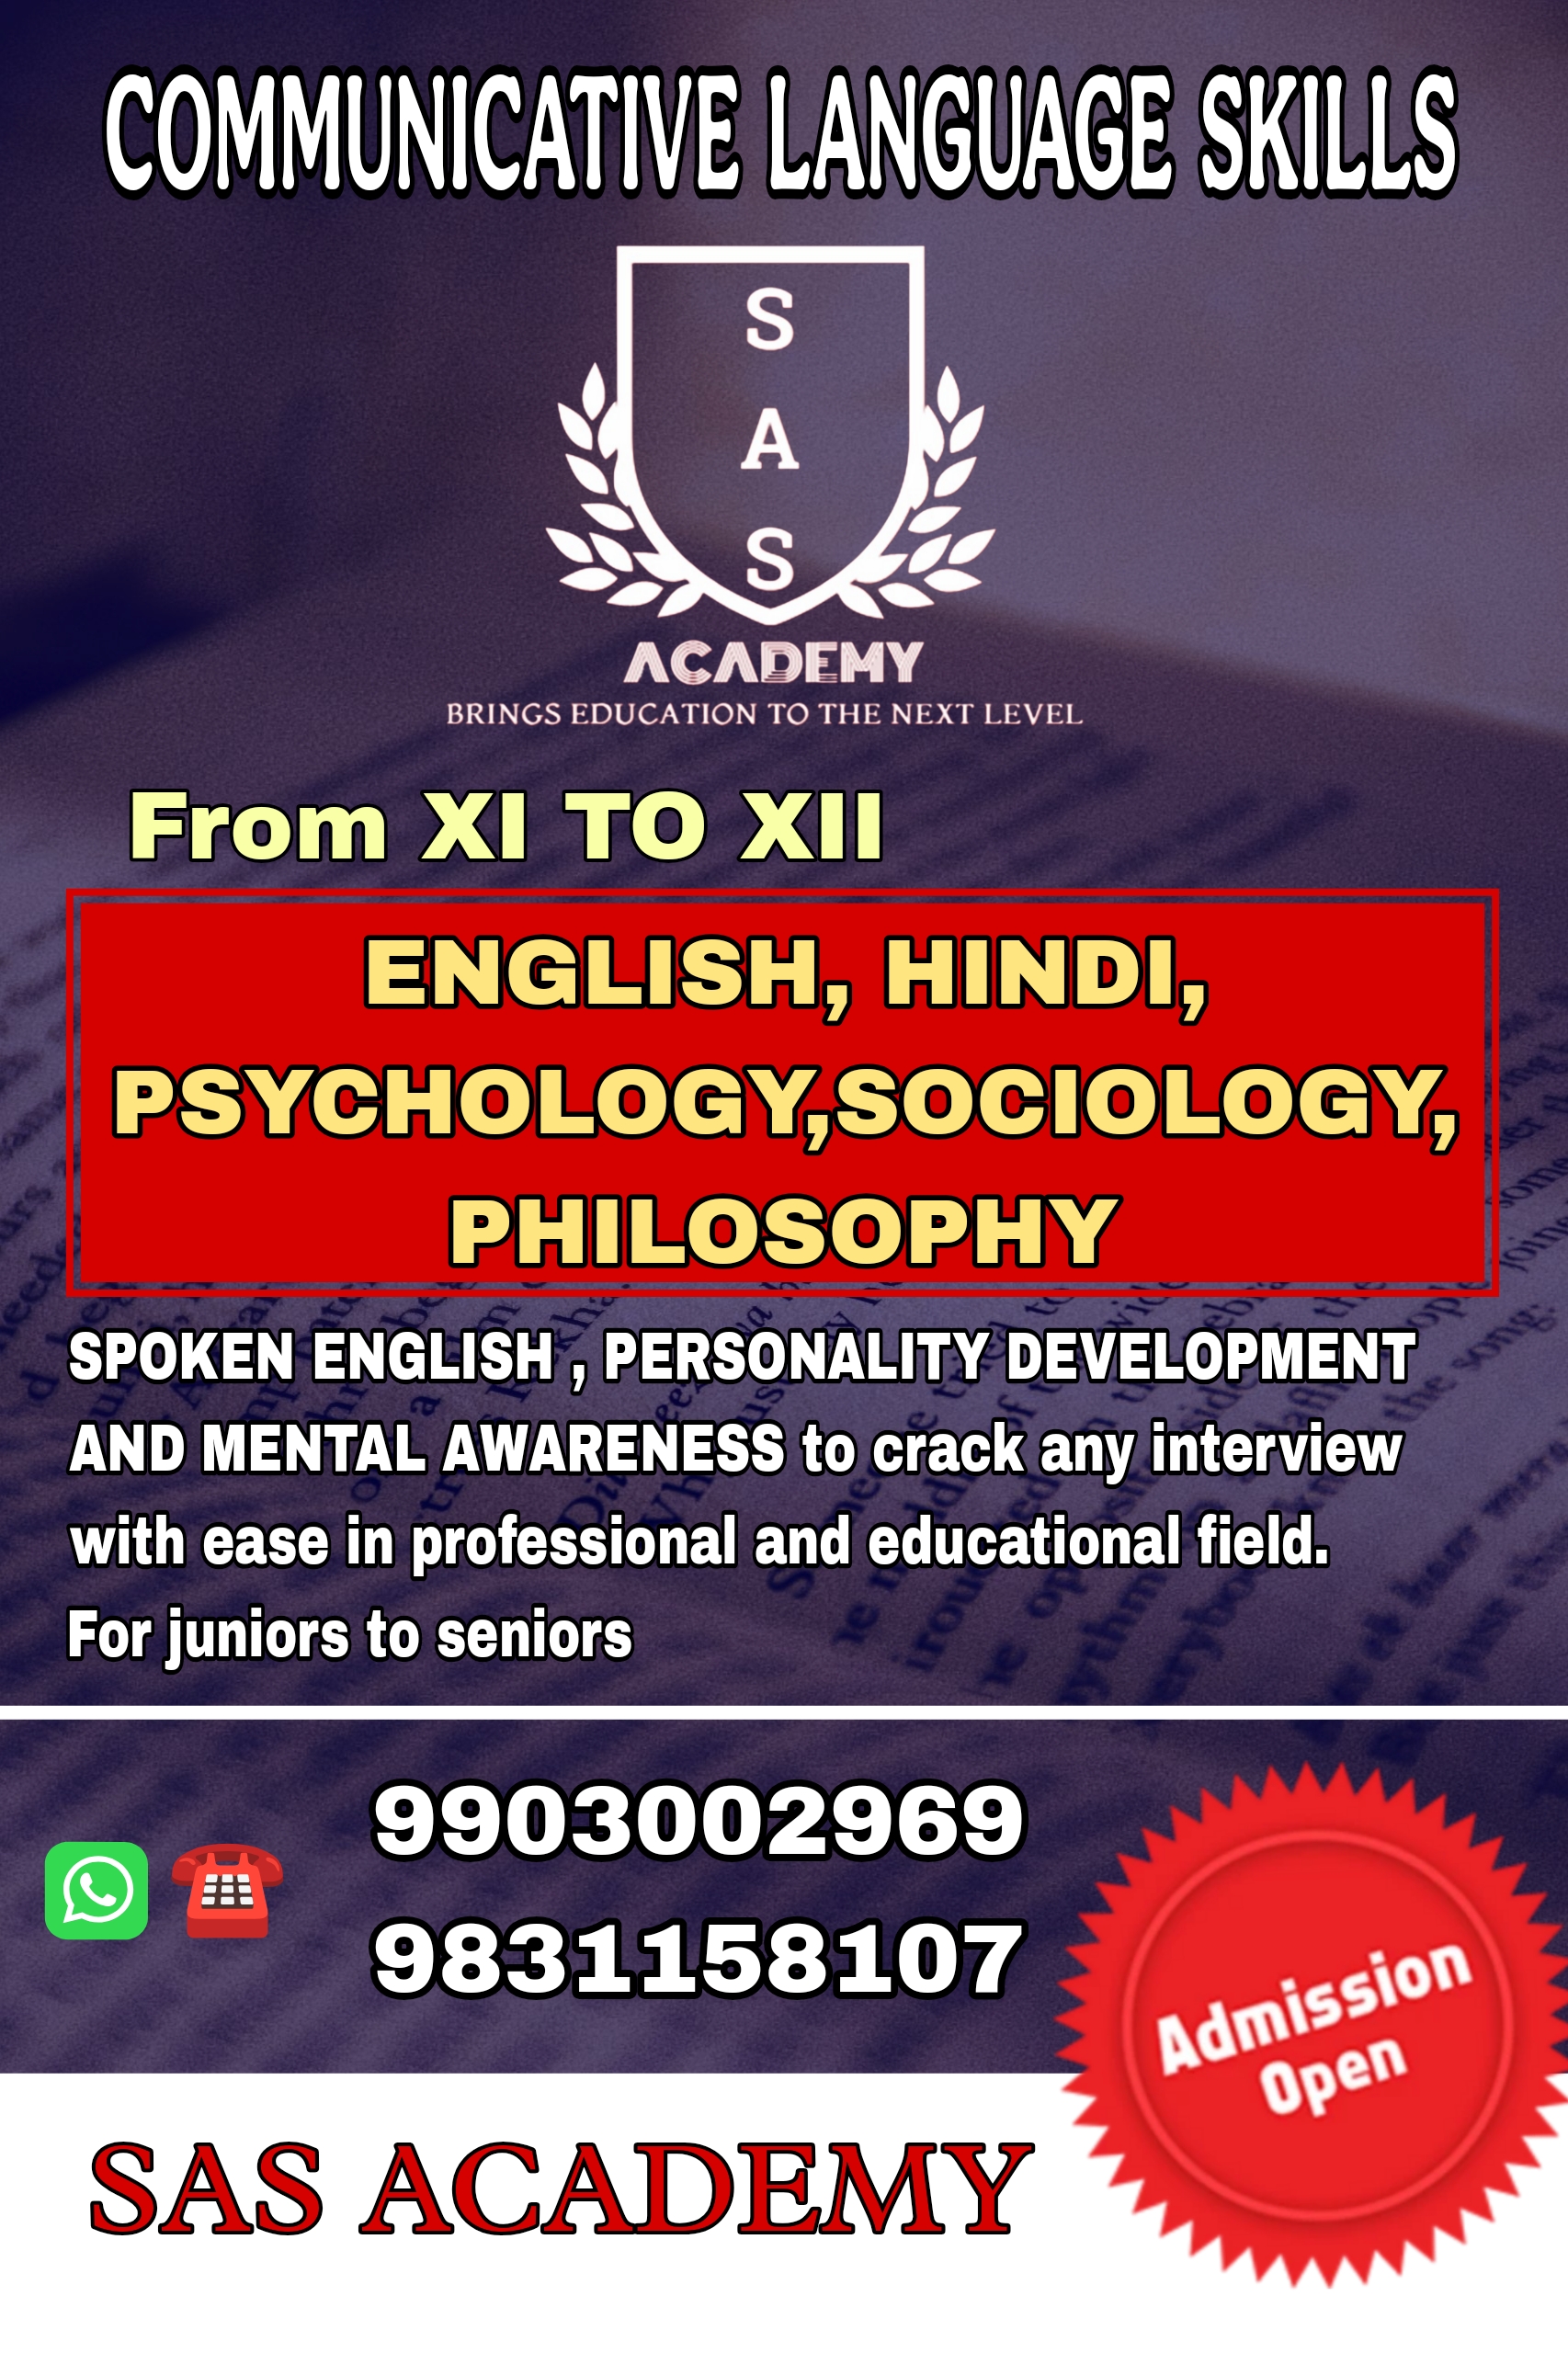 COMMUNICATIVE LANGUAGE SKILLS
S
A
S
ACADEMY
BRINGS EDUCATION TO THE NEXT LEVEL
From XI TO XII
ENGLISH, HINDI,
PSYCHOLOGY,SOCIOLOGY,
PHILOSOPHY
SPOKEN ENGLISH , PERSONALITY DEVELOPMENT
AND MENTAL AWARENESS to crack any interview
with ease in professional and educational field.
For juniors to seniors
9903002969
9831158107
Admission
Open
SAS ACADEMY